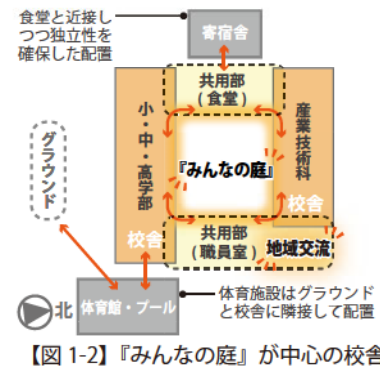 食堂と近接し
つつ独立性を
確保した配置
寄宿舎
共用部
(食堂)
小・中・高学部
産業技術科
グラウンド
『みんなの庭』
校舎
校舎
共用部
(職員室)
地域交流
体育館・プール
北
体育施設はグラウンド
と校舎に隣接して配置
【図 1-2】『みんなの庭』が中心の校舎